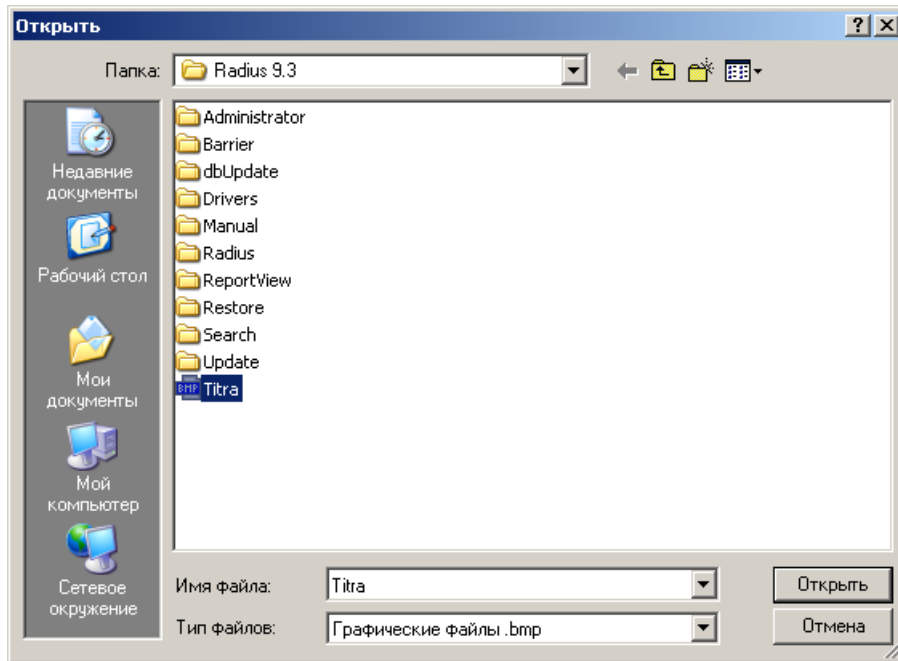 Открыть
Папка: Radius 9.3
Недавние документы
Рабочий стол
Мои документы
Мой компьютер
Сетевое окружение
Administrator
Barrier
dbUpdate
Drivers
Manual
Radius
ReportView
Restore
Search
Update
BMP Titra
Имя файла: Titra Открыть
Тип файлов: Графические файлы .bmp Отмена